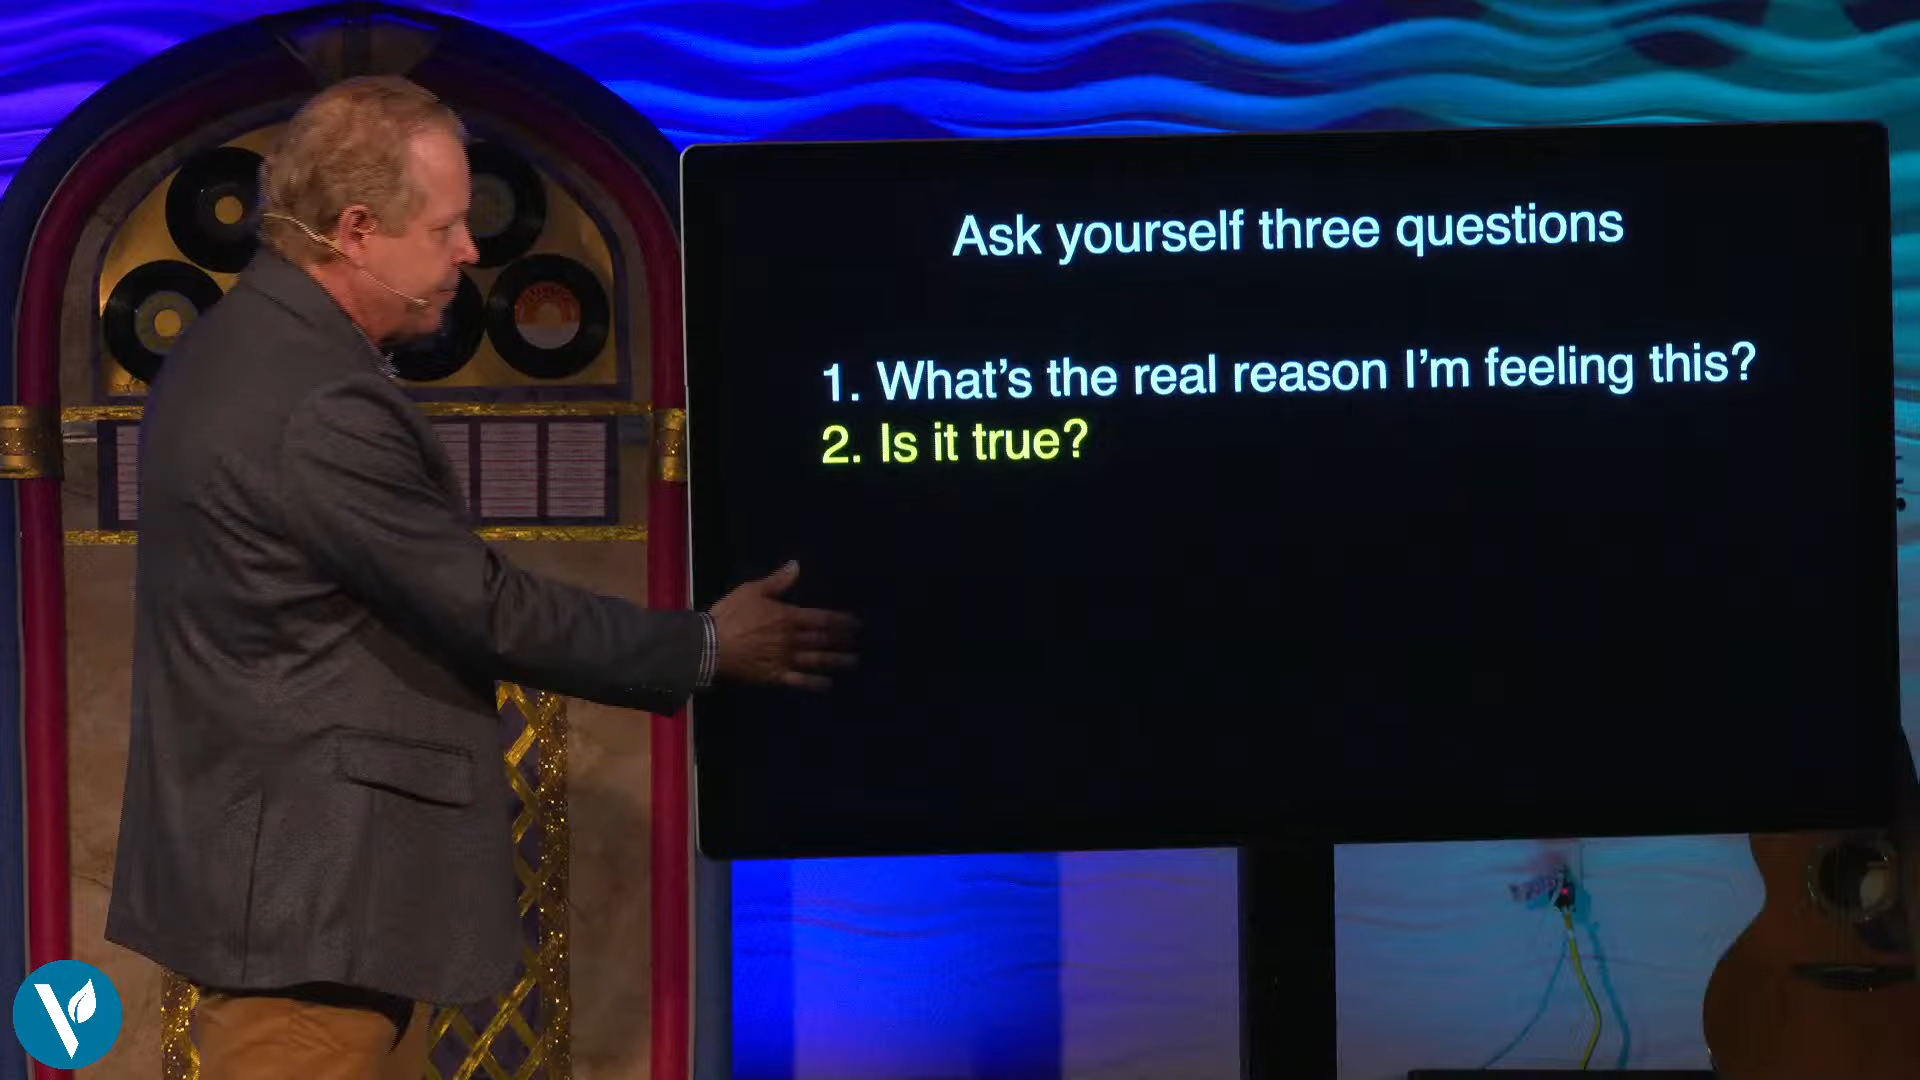 Ask yourself three questions
1. What's the real reason I'm feeling this?
2. Is it true?